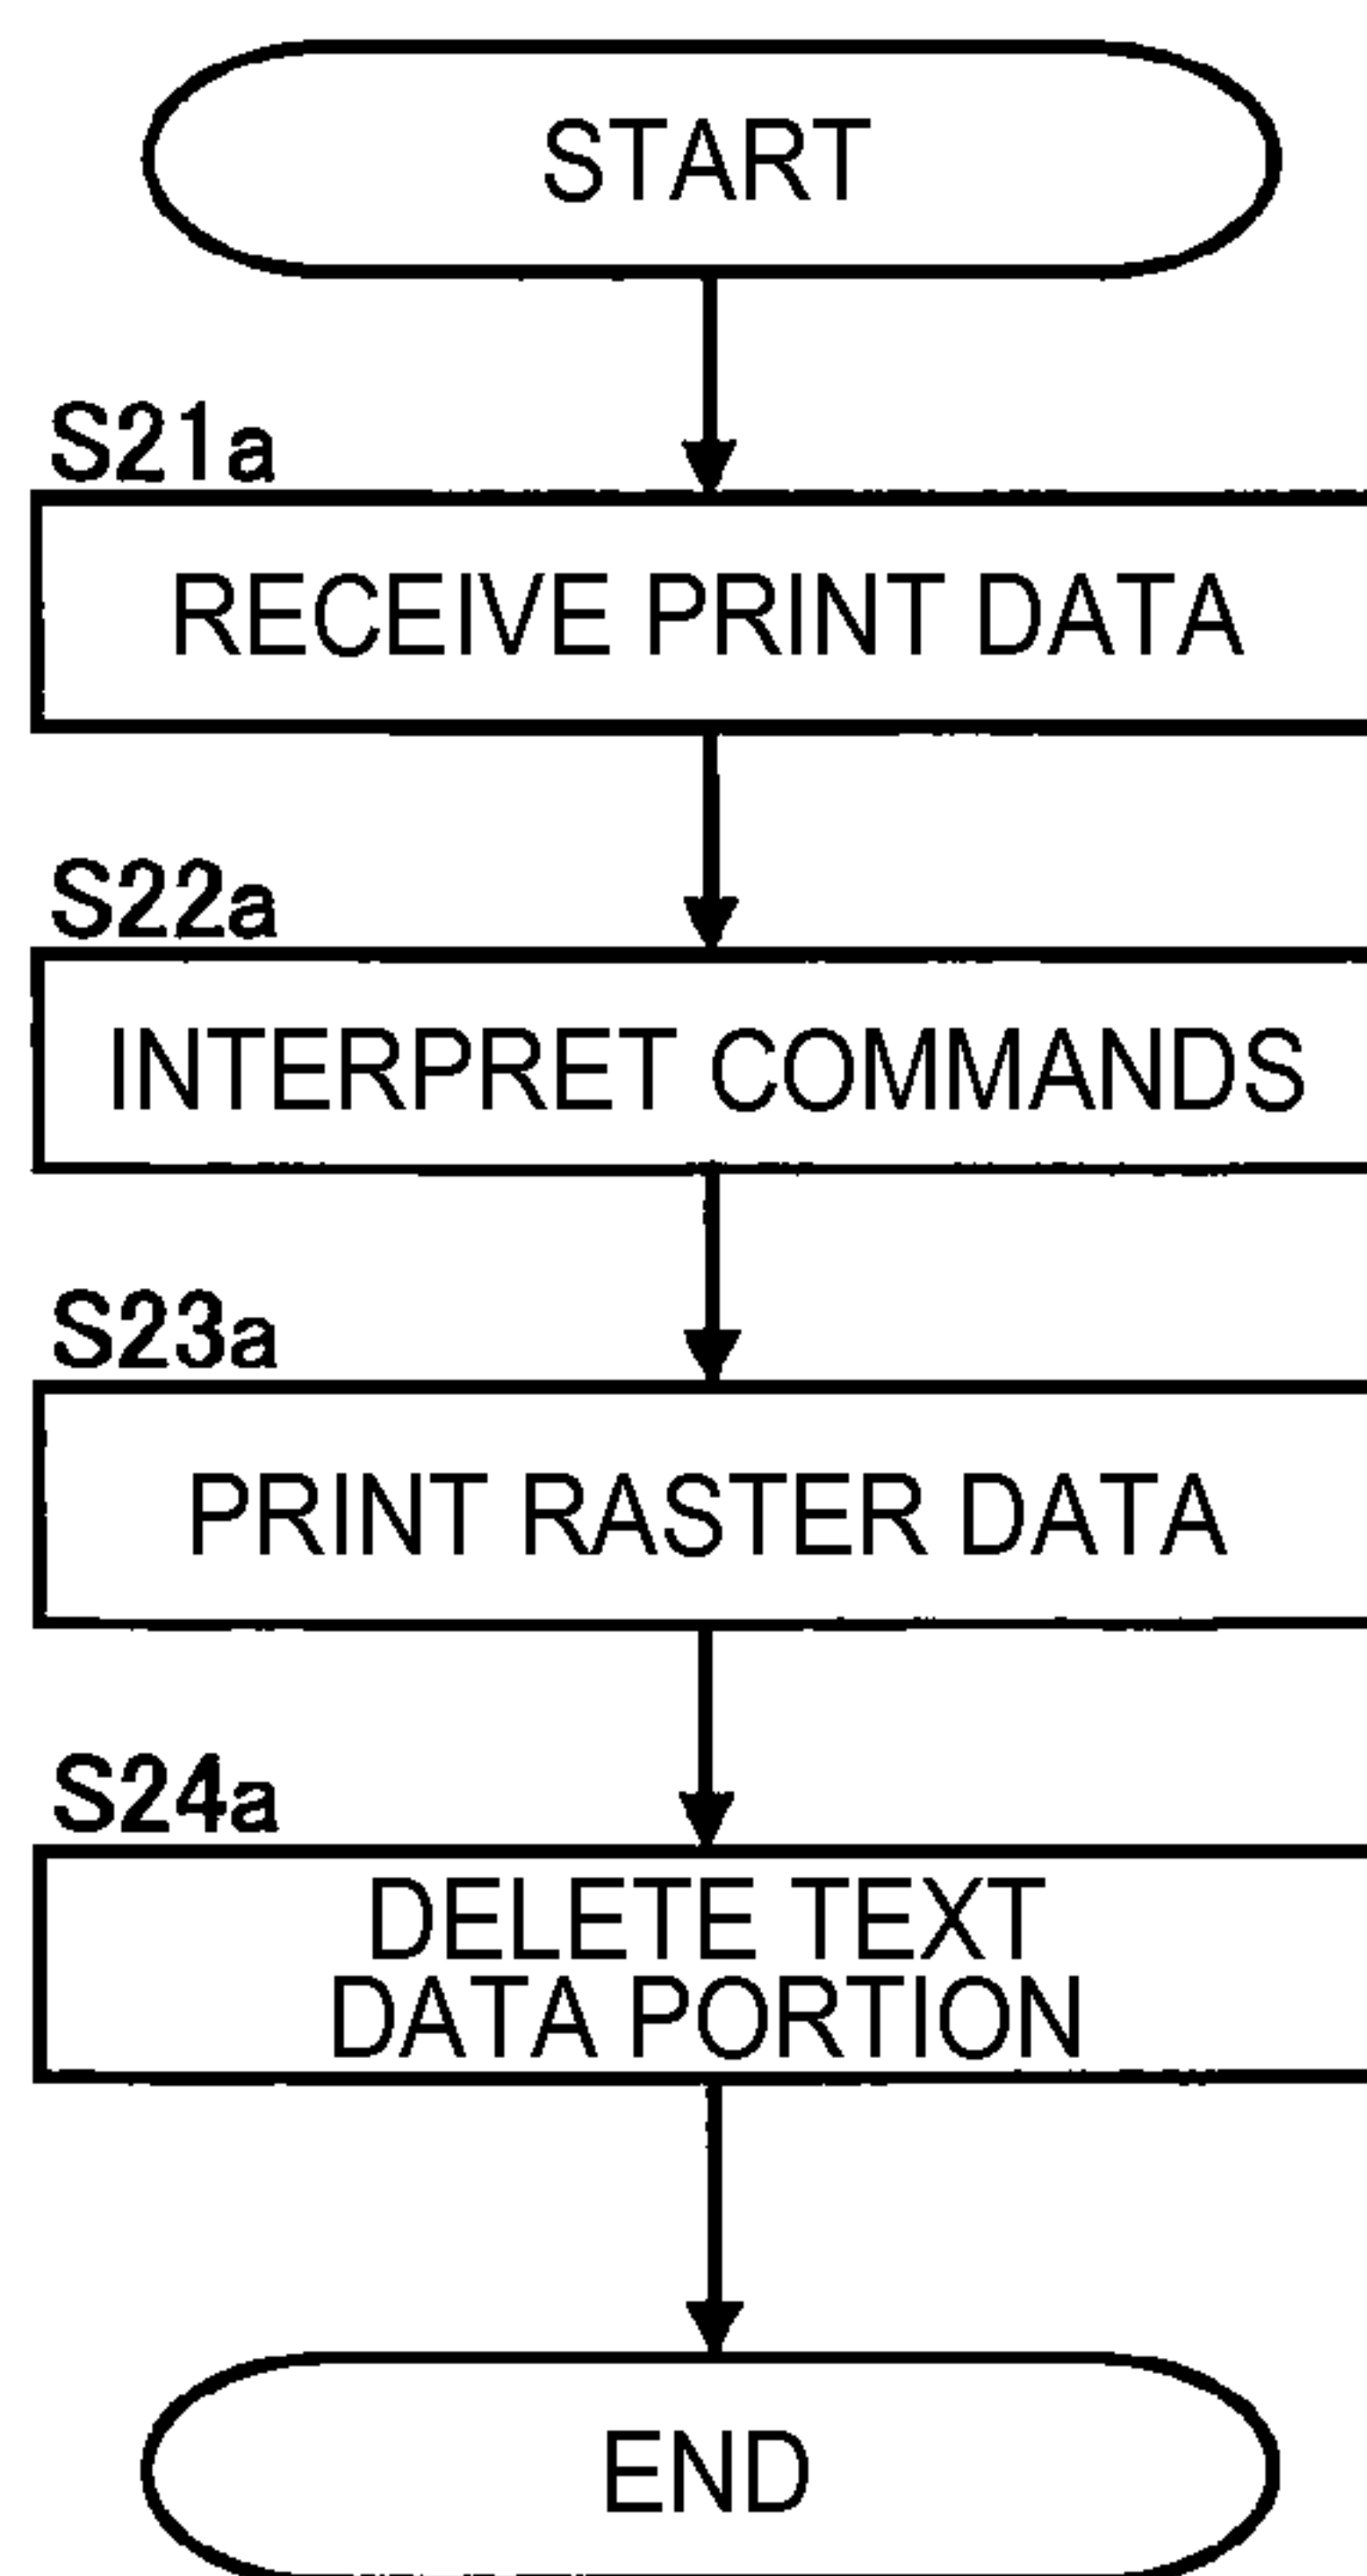 START
S21a
RECEIVE PRINT DATA
S22a
INTERPRET COMMANDS
S23a
PRINT RASTER DATA
S24a
DELETE TEXT
DATA PORTION
END